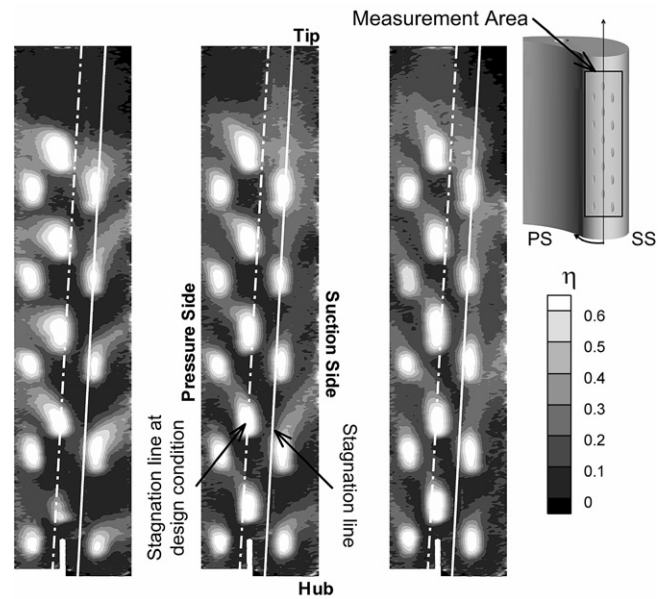 Measurement Area
Tip
PS
SS
η
0.6
0.5
0.4
0.3
0.2
0.1
0
Pressure Side
Suction Side
Stagnation line at
design condition
Stagnation line
Hub